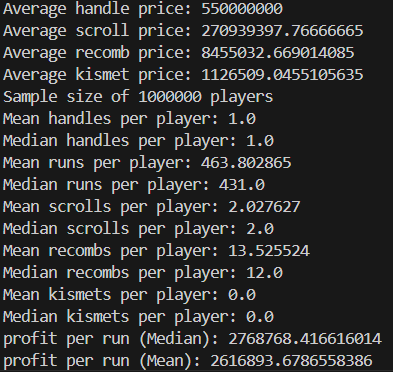 Average handle price: 550000000
Average scroll price: 270939397.76666665
Average recomb price: 8455032.669014085
Average kismet price: 1126509.0455105635
Sample size of 1000000 players
Mean handles per player: 1.0
Median handles per player: 1.0
Mean runs per player: 463.802865
Median runs per player: 431.0
Mean scrolls per player: 2.027627
Median scrolls per player: 2.0
Mean recombs per player: 13.525524
Median recombs per player: 12.0
Mean kismets per player: 0.0
Median kismets per player: 0.0
profit per run (Median): 2768768.416616014
profit per run (Mean): 2616893.6786558386